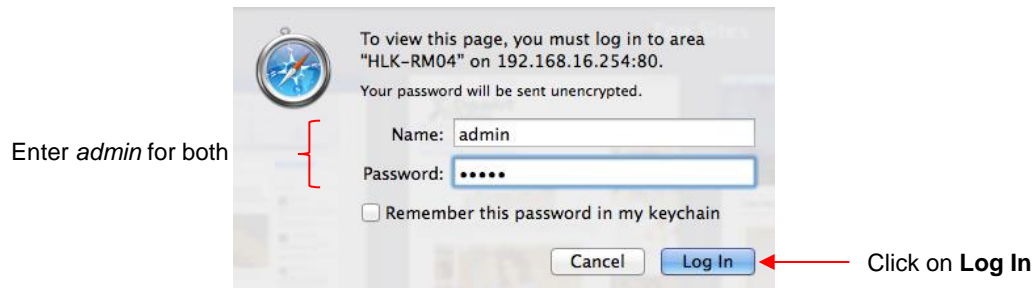 To view this page, you must log in to area
"HLK-RM04" on 192.168.16.254:80.
Your password will be sent unencrypted.
Enter admin for both
Name: admin
Password: •••••
Remember this password in my keychain
Cancel Log In
Click on Log In